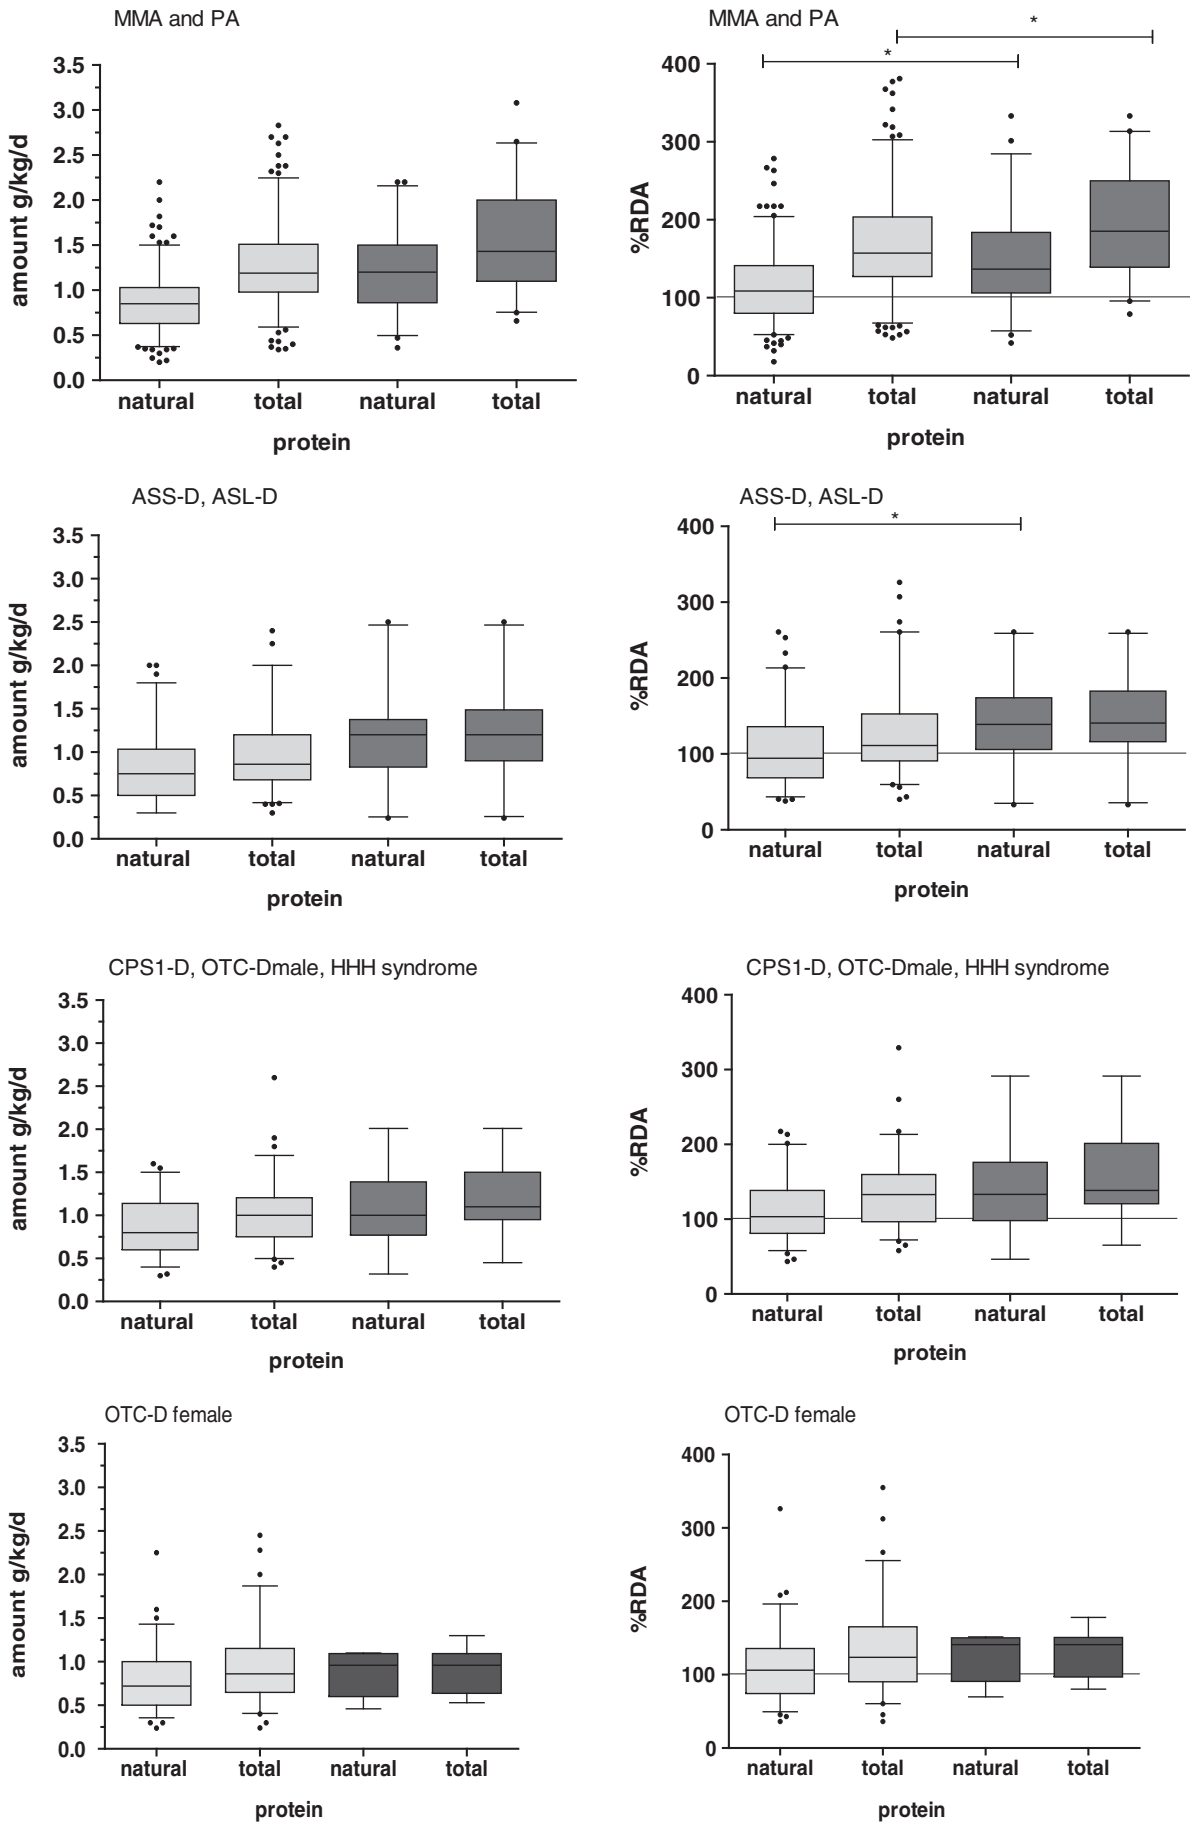 MMA and PA
amount g/kg/d
3.5
3.0
2.5
2.0
1.5
1.0
0.5
0.0
natural total natural total
protein
MMA and PA
* *
%RDA
400
300
200
100
0
natural total natural total
protein
ASS-D, ASL-D
amount g/kg/d
3.5
3.0
2.5
2.0
1.5
1.0
0.5
0.0
natural total natural total
protein
ASS-D, ASL-D
*
%RDA
400
300
200
100
0
natural total natural total
protein
CPS1-D, OTC-Dmale, HHH syndrome
amount g/kg/d
3.5
3.0
2.5
2.0
1.5
1.0
0.5
0.0
natural total natural total
protein
CPS1-D, OTC-Dmale, HHH syndrome
%RDA
400
300
200
100
0
natural total natural total
protein
OTC-D female
amount g/kg/d
3.5
3.0
2.5
2.0
1.5
1.0
0.5
0.0
natural total natural total
protein
OTC-D female
%RDA
400
300
200
100
0
natural total natural total
protein